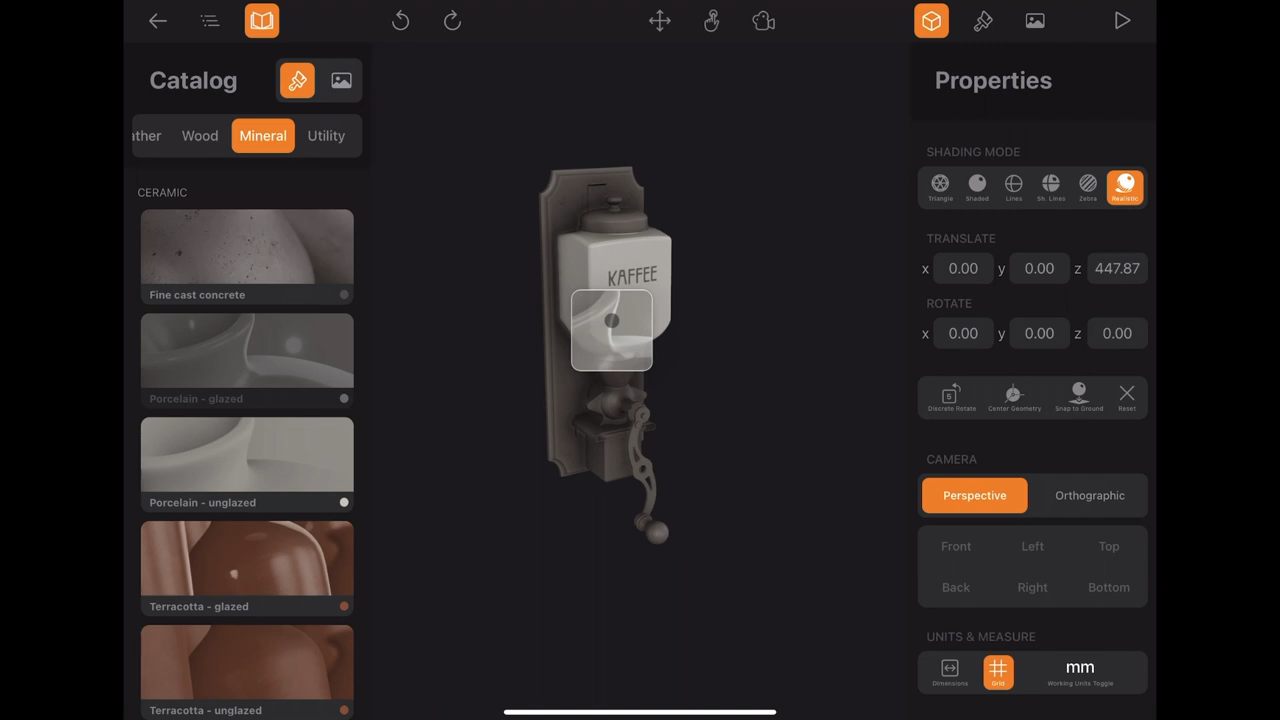 Catalog
ather Wood Mineral Utility
CERAMIC
Fine cast concrete
Porcelain - glazed
Porcelain - unglazed
Terracotta - glazed
Terracotta - unglazed
KAFFEE
Properties
SHADING MODE
Triangle Shaded Lines Sh. Lines Zebra Realistic
TRANSLATE
x 0.00 y 0.00 z 447.87
ROTATE
x 0.00 y 0.00 z 0.00
5
Discrete Rotate Center Geometry Snap to Ground Reset
CAMERA
Perspective Orthographic
Front Left Top
Back Right Bottom
UNITS & MEASURE
mm
Dimensions Grid Working Units Toggle